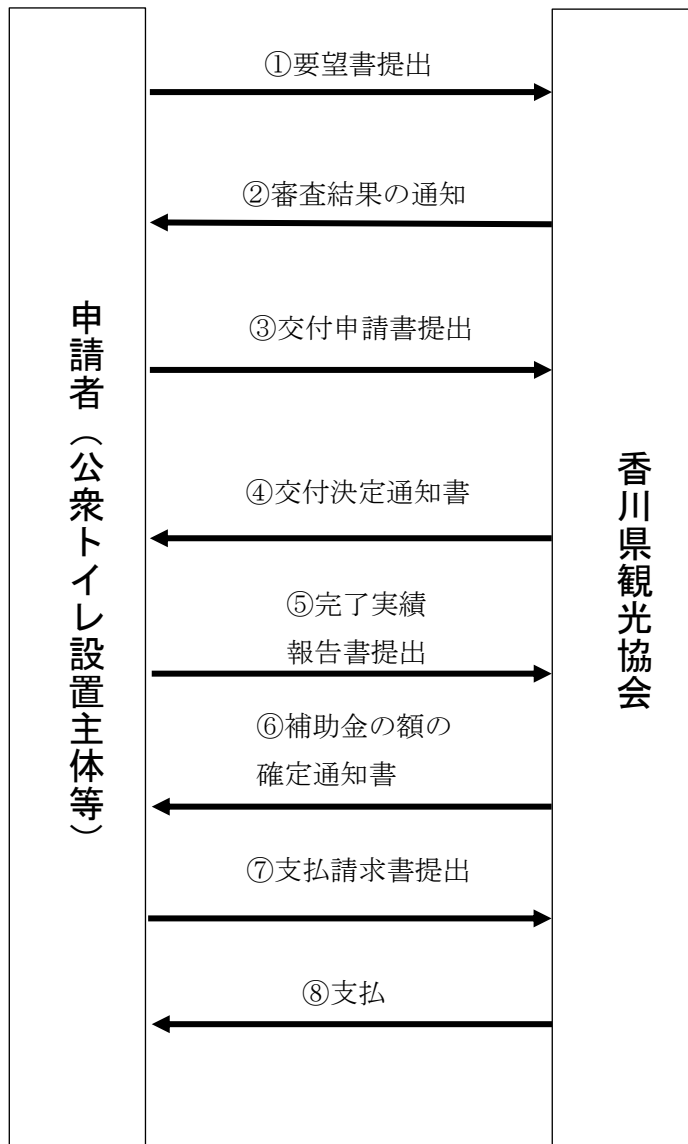 ①要望書提出
②審査結果の通知
③交付申請書提出
④交付決定通知書
⑤完了実績
報告書提出
⑥補助金の額の
確定通知書
⑦支払請求書提出
⑧支払
申請者（公衆トイレ設置主体等）
香川県観光協会